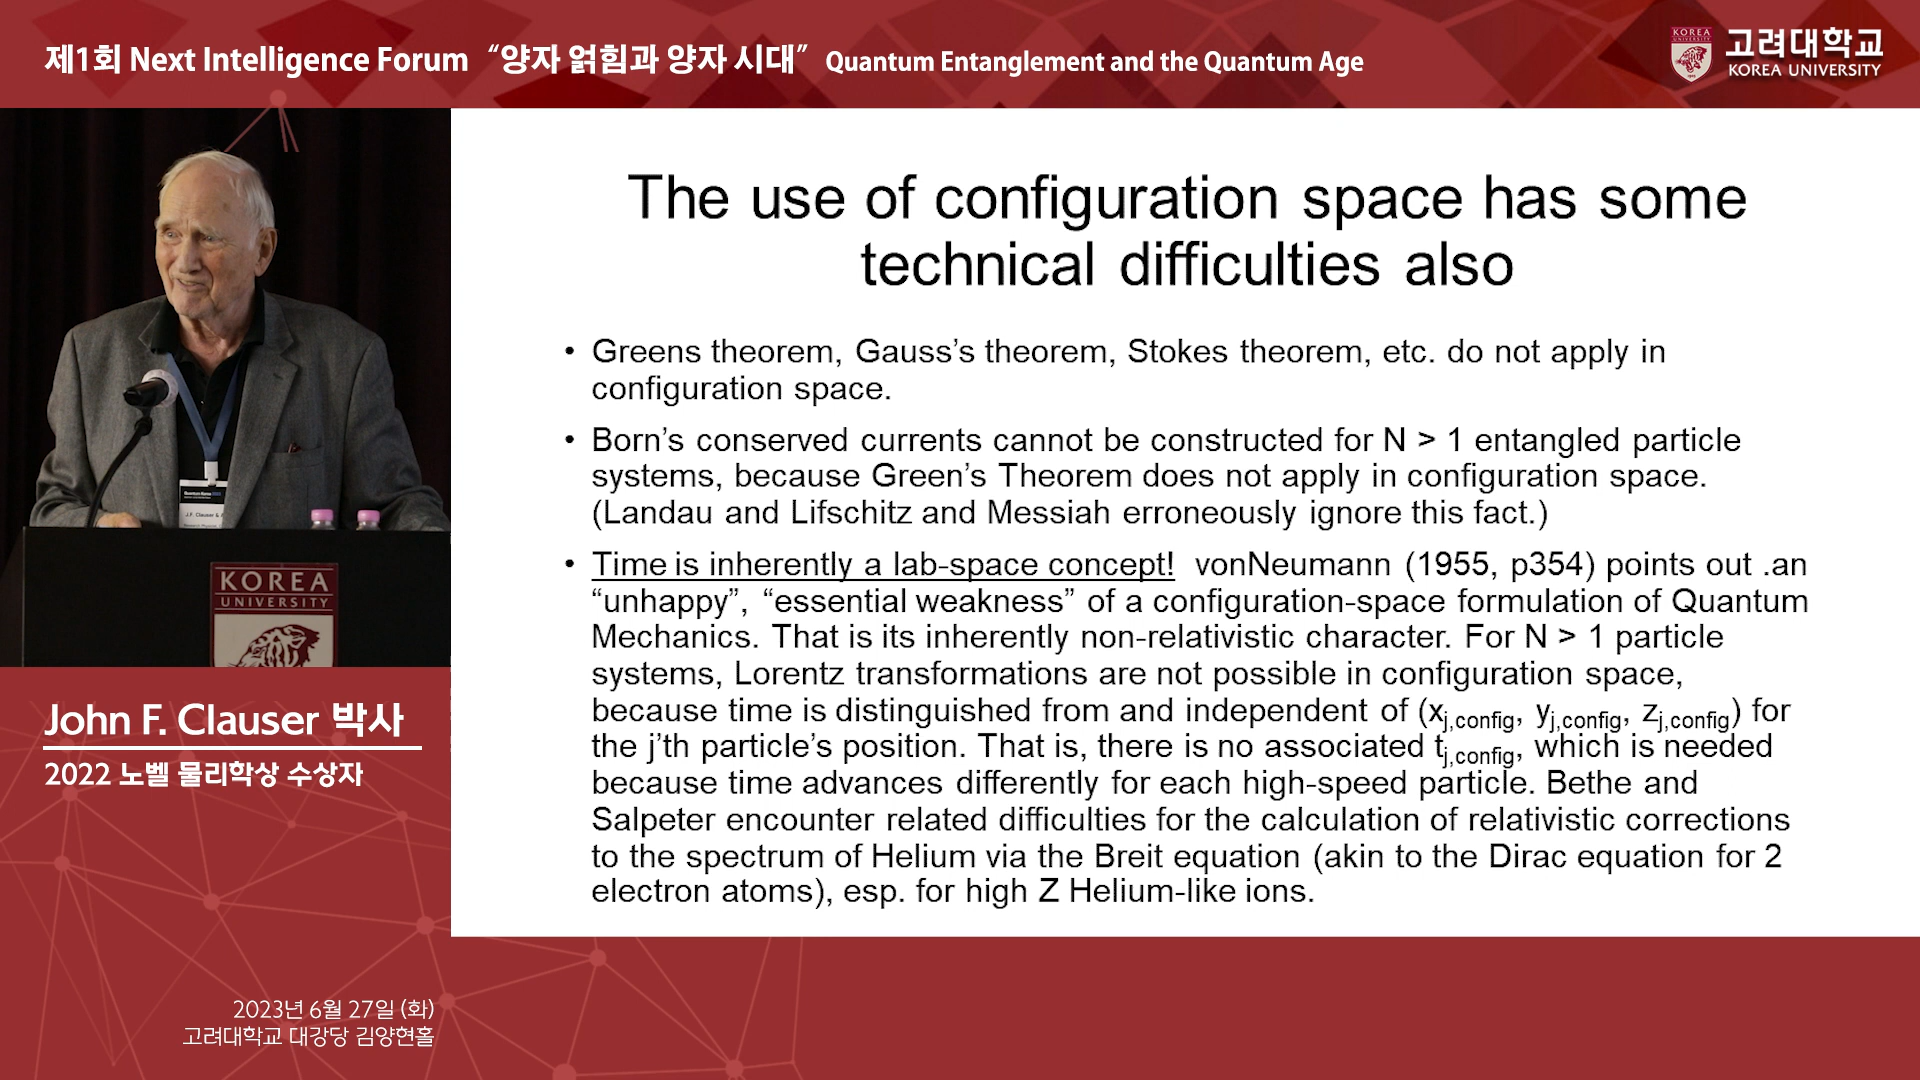 제1회 Next Intelligence Forum “양자 얽힘과 양자 시대” Quantum Entanglement and the Quantum Age
KOREA
UNIVERSITY
고려대학교
KOREA UNIVERSITY
The use of configuration space has some
technical difficulties also
• Greens theorem, Gauss’s theorem, Stokes theorem, etc. do not apply in
configuration space.
• Born’s conserved currents cannot be constructed for N > 1 entangled particle
systems, because Green’s Theorem does not apply in configuration space.
(Landau and Lifschitz and Messiah erroneously ignore this fact.)
• Time is inherently a lab-space concept! vonNeumann (1955, p354) points out .an
“unhappy”, “essential weakness” of a configuration-space formulation of Quantum
Mechanics. That is its inherently non-relativistic character. For N > 1 particle
systems, Lorentz transformations are not possible in configuration space,
because time is distinguished from and independent of (xj,config, yj,config, zj,config) for
the j’th particle’s position. That is, there is no associated tj,config, which is needed
because time advances differently for each high-speed particle. Bethe and
Salpeter encounter related difficulties for the calculation of relativistic corrections
to the spectrum of Helium via the Breit equation (akin to the Dirac equation for 2
electron atoms), esp. for high Z Helium-like ions.
J.F. Clauser &
KOREA
UNIVERSITY
John F. Clauser 박사
2022 노벨 물리학상 수상자
2023년 6월 27일 (화)
고려대학교 대강당 김양현홀